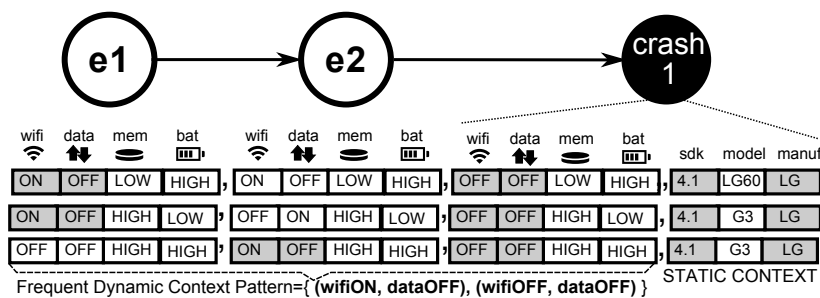 e1 e2 crash 1
wifi data mem bat wifi data mem bat wifi data mem bat sdk model manuf
ON OFF LOW HIGH , ON OFF LOW HIGH , OFF OFF LOW HIGH , 4.1 LG60 LG
ON OFF HIGH LOW , OFF ON HIGH LOW , OFF OFF HIGH LOW , 4.1 G3 LG
OFF OFF HIGH HIGH , ON OFF HIGH HIGH , OFF OFF HIGH HIGH , 4.1 G3 LG
Frequent Dynamic Context Pattern={ (wifiON, dataOFF), (wifiOFF, dataOFF) } STATIC CONTEXT